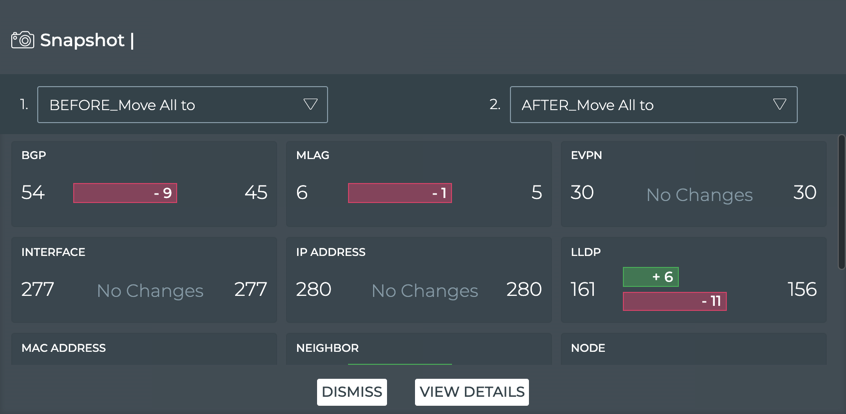 Snapshot |
1. BEFORE_Move All to
2. AFTER_Move All to
BGP
54 - 9 45
MLAG
6 - 1 5
EVPN
30 No Changes 30
INTERFACE
277 No Changes 277
IP ADDRESS
280 No Changes 280
LLDP
161 + 6 - 11 156
MAC ADDRESS
NEIGHBOR
NODE
DISMISS
VIEW DETAILS